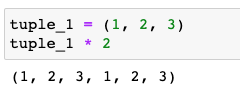 tuple_1 = (1, 2, 3)
tuple_1 * 2
(1, 2, 3, 1, 2, 3)